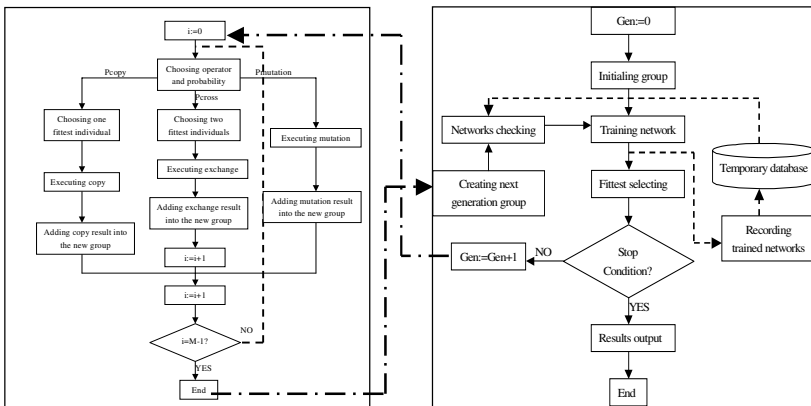 i:=0
Choosing operator
and probability
Pcopy
Pmutation
Pcross
Choosing one
fittest individual
Choosing two
fittest individuals
Executing mutation
Executing copy
Executing exchange
Adding copy result into
the new group
Adding exchange result
into the new group
Adding mutation result
into the new group
i:=i+1
i:=i+1
i=M-1?
NO
YES
End
Gen:=0
Initialing group
Networks checking
Training network
Temporary database
Creating next
generation group
Fittest selecting
Recording
trained networks
Gen:=Gen+1
NO
Stop
Condition?
YES
Results output
End